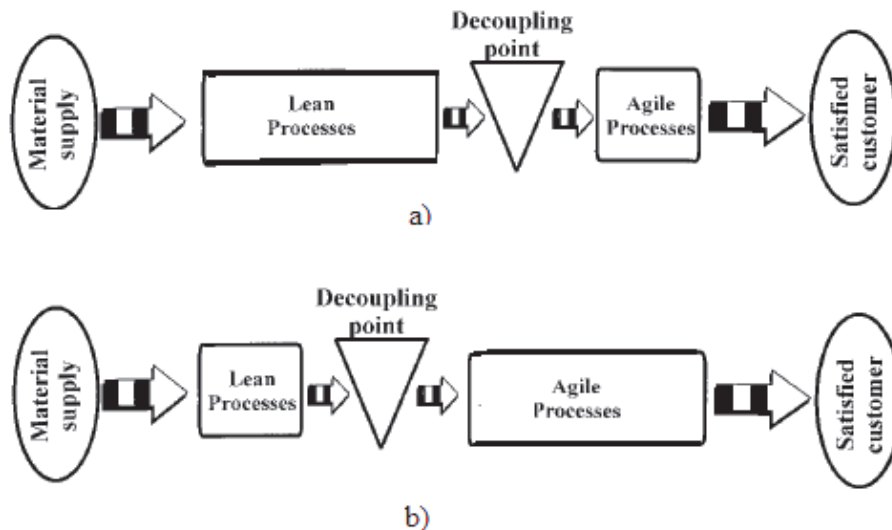 Material
supply
Lean
Processes
Decoupling
point
Agile
Processes
Satisfied
customer
a)
Material
supply
Lean
Processes
Decoupling
point
Agile
Processes
Satisfied
customer
b)